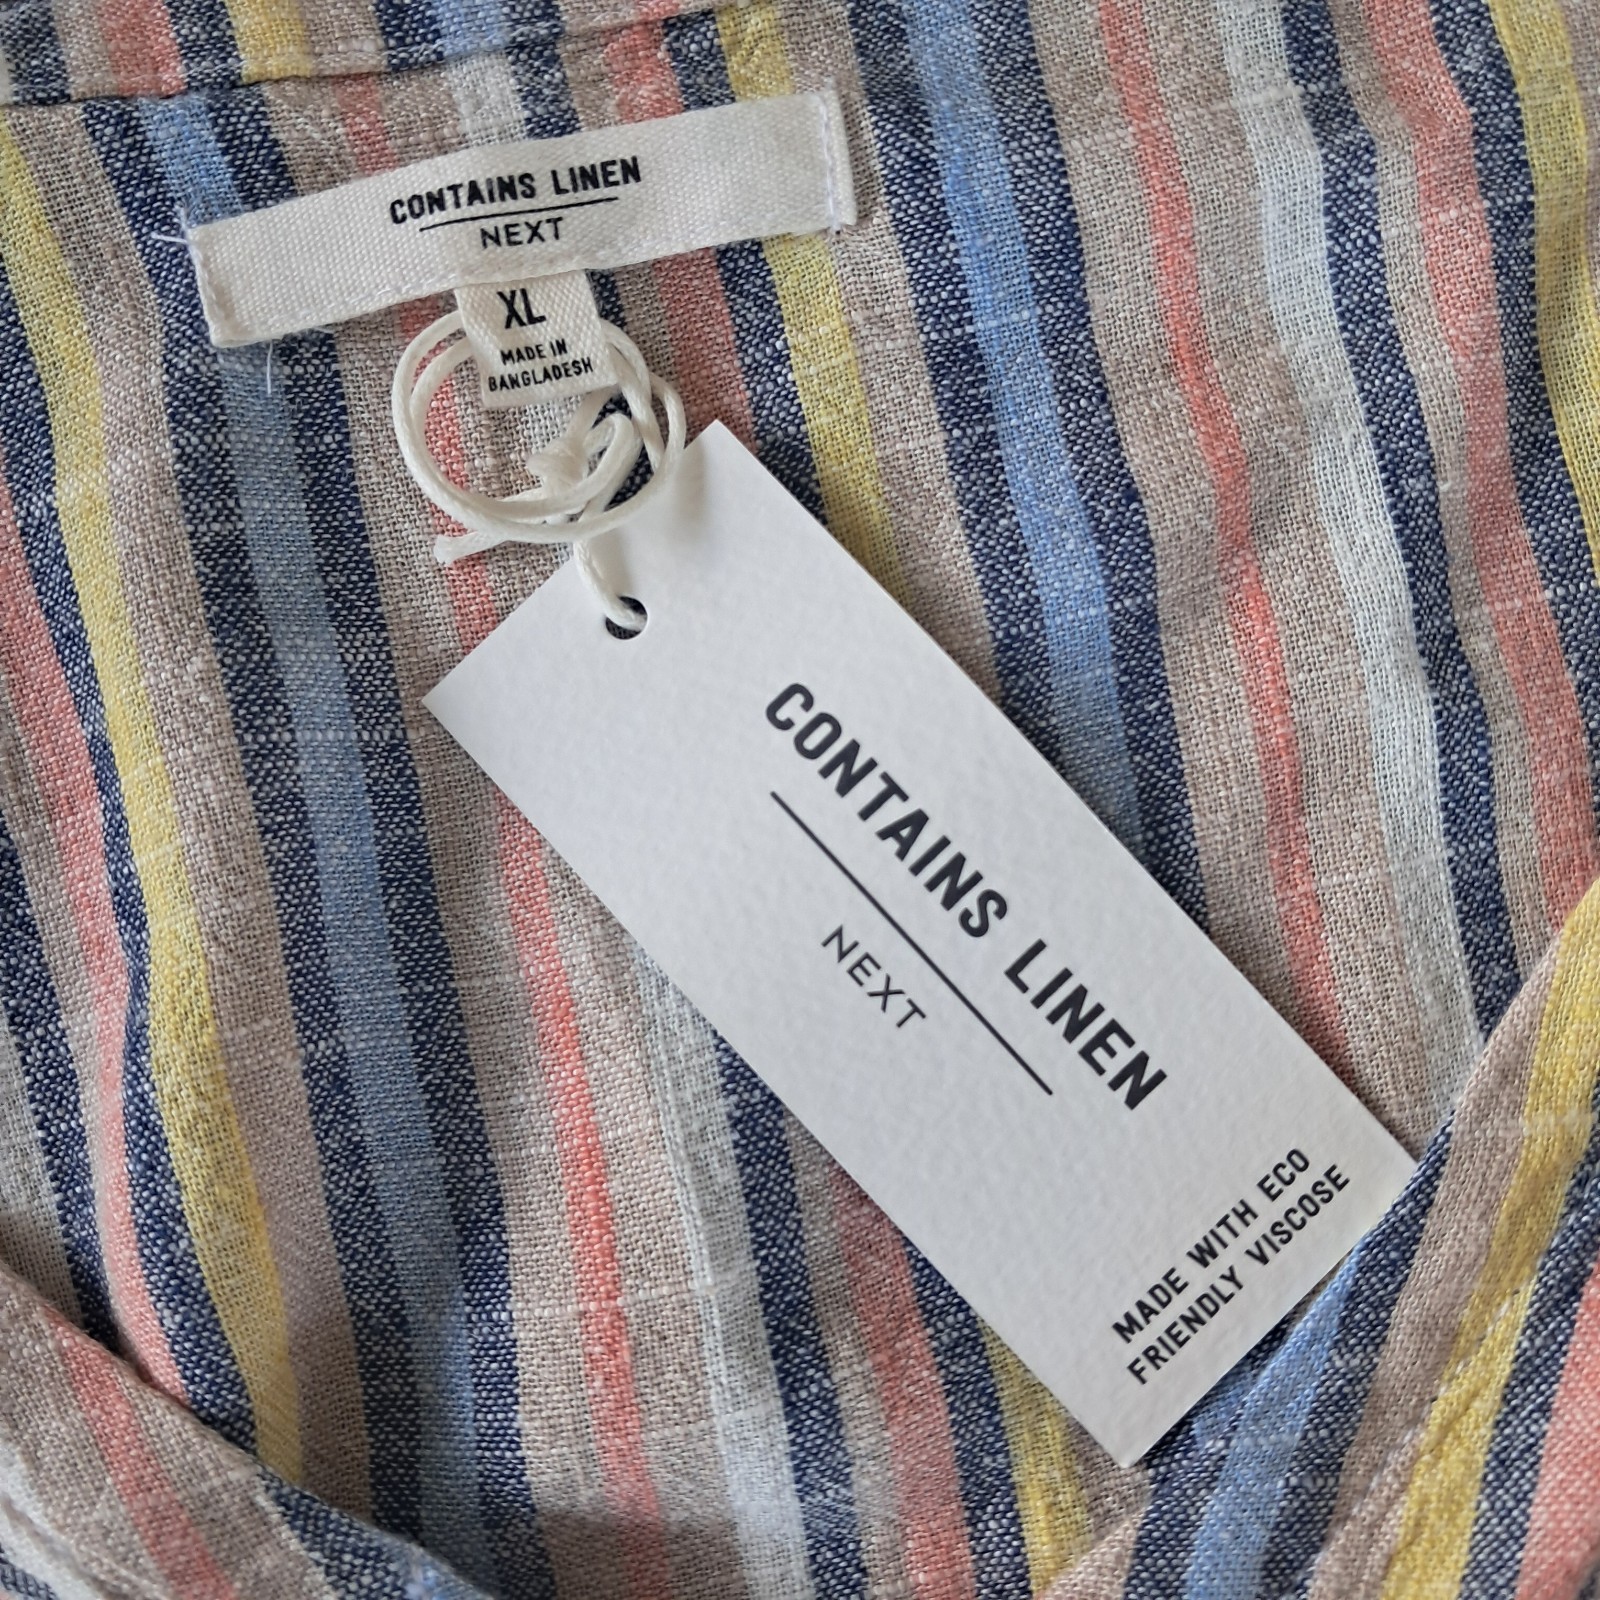 CONTAINS LINEN
NEXT
XL
MADE IN
BANGLADESH
CONTAINS LINEN
NEXT
MADE WITH ECO
FRIENDLY VISCOSE